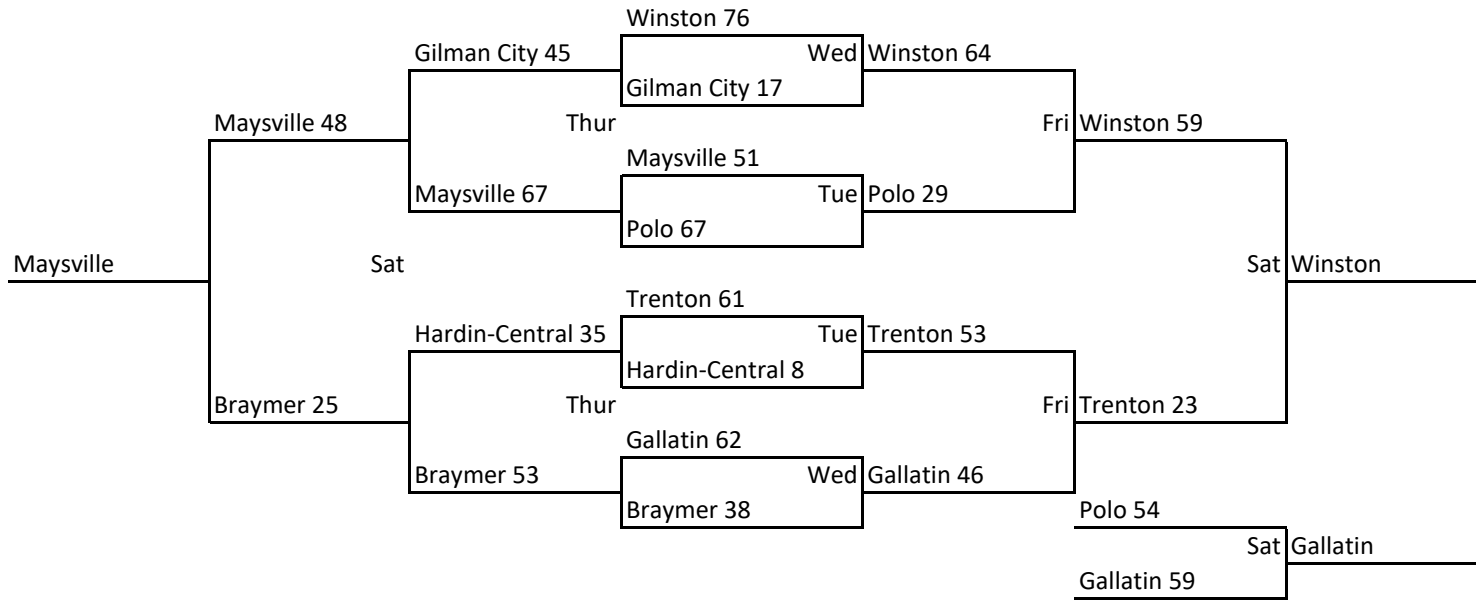 Winston 76
Gilman City 45
Wed
Winston 64
Gilman City 17
Maysville 48
Thur
Fri
Winston 59
Maysville 51
Maysville 67
Tue
Polo 29
Polo 67
Maysville
Sat
Sat
Winston
Trenton 61
Hardin-Central 35
Tue
Trenton 53
Hardin-Central 8
Braymer 25
Thur
Fri
Trenton 23
Gallatin 62
Braymer 53
Wed
Gallatin 46
Braymer 38
Polo 54
Sat
Gallatin
Gallatin 59